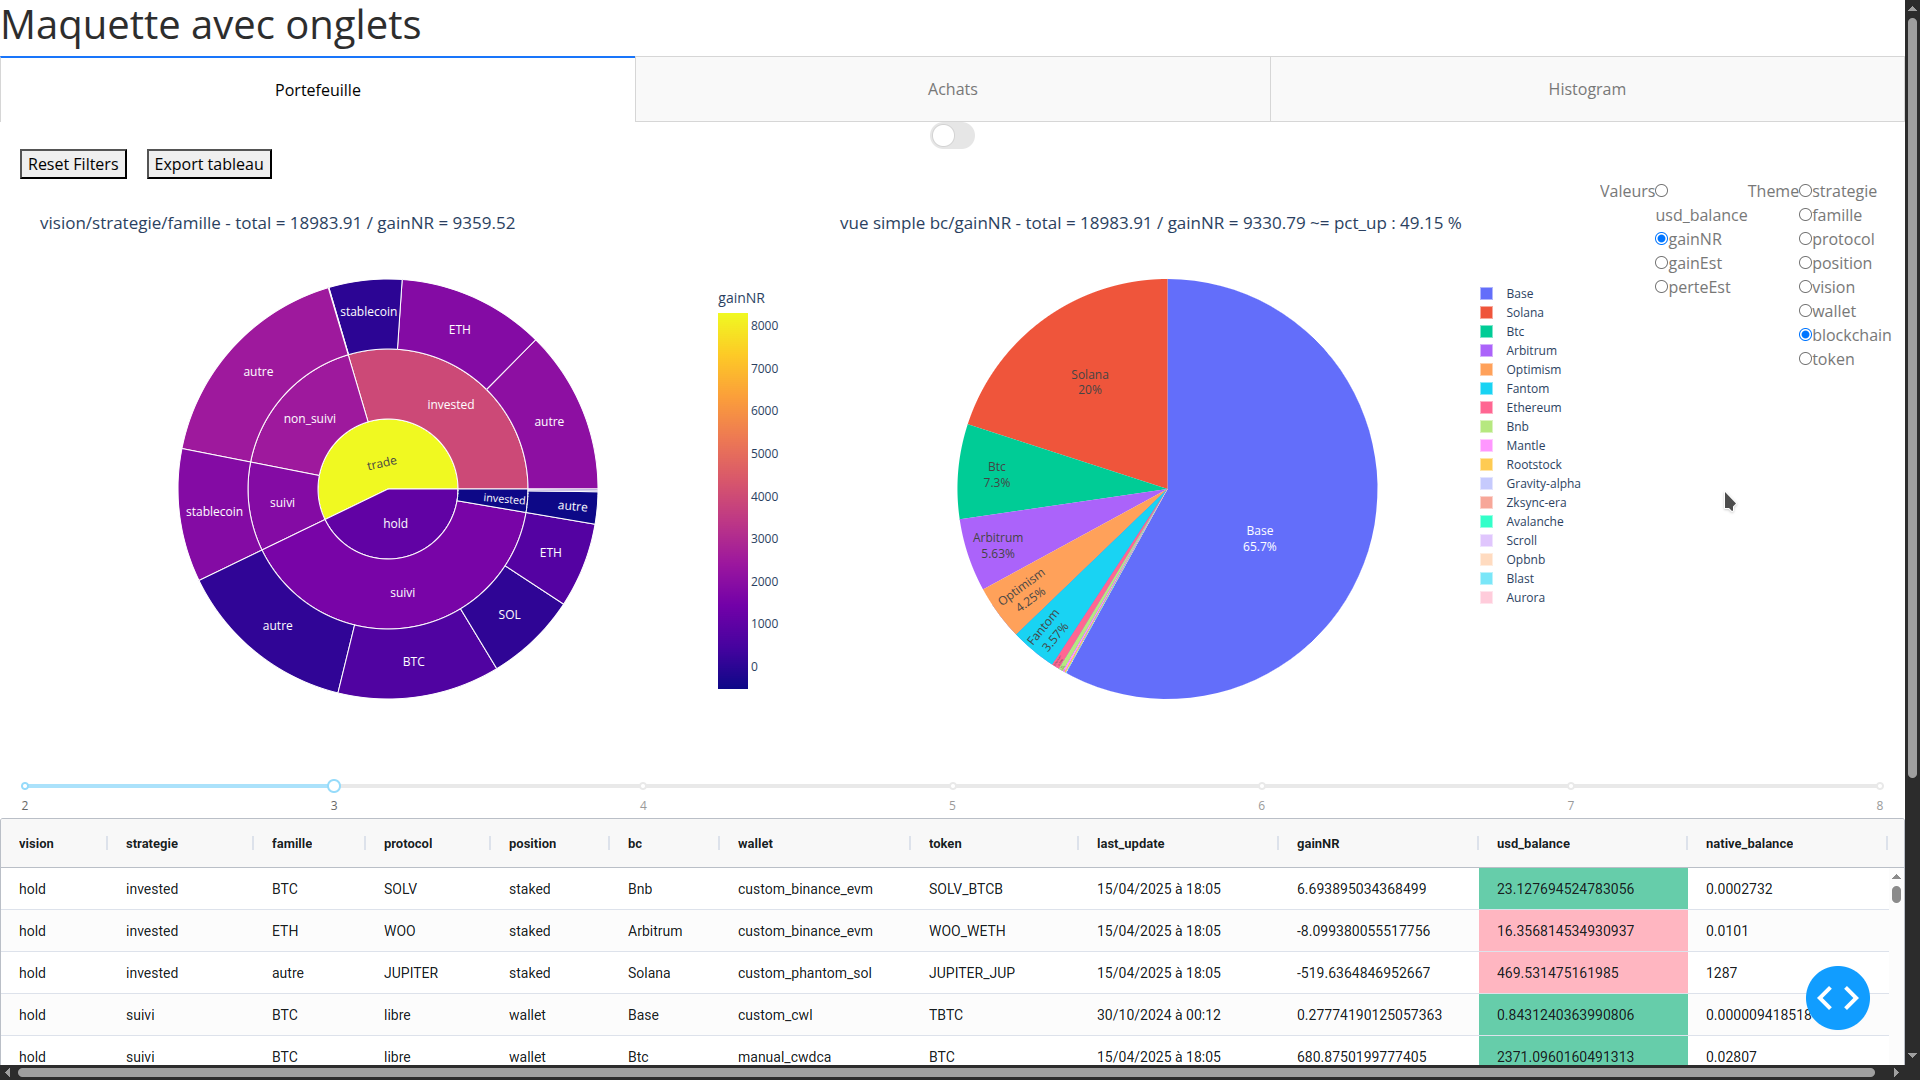 Maquette avec onglets
Portefeuille
Achats
Histogram
Reset Filters
Export tableau
Valeurs
usd_balance
gainNR
gainEst
perteEst
Theme
strategie
famille
protocol
position
vision
wallet
blockchain
token
vision/strategie/famille - total = 18983.91 / gainNR = 9359.52
stablecoin
ETH
autre
autre
non_suivi
invested
trade
suivi
stablecoin
hold
invested
autre
ETH
suivi
SOL
autre
BTC
gainNR
8000
7000
6000
5000
4000
3000
2000
1000
0
vue simple bc/gainNR - total = 18983.91 / gainNR = 9330.79 ~= pct_up : 49.15 %
Solana
20%
Btc
7.3%
Arbitrum
5.63%
Optimism
4.25%
Fantom
3.57%
Base
65.7%
Base
Solana
Btc
Arbitrum
Optimism
Fantom
Ethereum
Bnb
Mantle
Rootstock
Gravity-alpha
Zksync-era
Avalanche
Scroll
Opbnb
Blast
Aurora
2 3 4 5 6 7 8
vision strategie famille protocol position bc wallet token last_update gainNR usd_balance native_balance
hold invested BTC SOLV staked Bnb custom_binance_evm SOLV_BTCB 15/04/2025 à 18:05 6.693895034368499 23.127694524783056 0.0002732
hold invested ETH WOO staked Arbitrum custom_binance_evm WOO_WETH 15/04/2025 à 18:05 -8.099380055517756 16.356814534930937 0.0101
hold invested autre JUPITER staked Solana custom_phantom_sol JUPITER_JUP 15/04/2025 à 18:05 -519.6364846952667 469.531475161985 1287
hold suivi BTC libre wallet Base custom_cwl TBTC 30/10/2024 à 00:12 0.27774190125057363 0.8431240363990806 0.000009418518
hold suivi BTC libre wallet Btc manual_cwdca BTC 15/04/2025 à 18:05 680.8750199777405 2371.0960160491313 0.02807